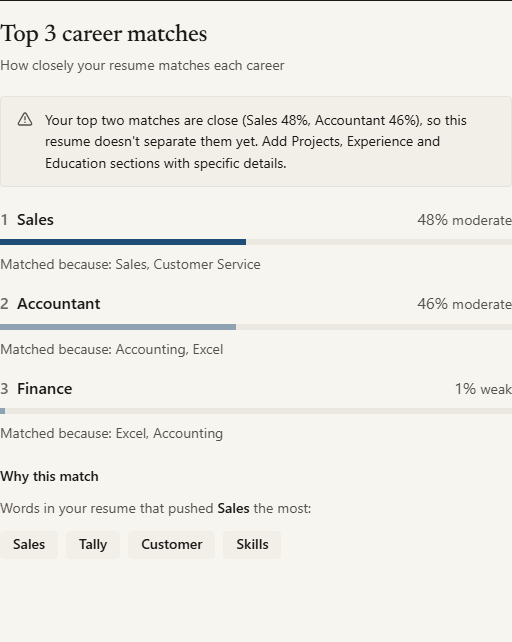 Top 3 career matches
How closely your resume matches each career
Your top two matches are close (Sales 48%, Accountant 46%), so this
resume doesn't separate them yet. Add Projects, Experience and
Education sections with specific details.
1 Sales 48% moderate
Matched because: Sales, Customer Service
2 Accountant 46% moderate
Matched because: Accounting, Excel
3 Finance 1% weak
Matched because: Excel, Accounting
Why this match
Words in your resume that pushed Sales the most:
Sales Tally Customer Skills